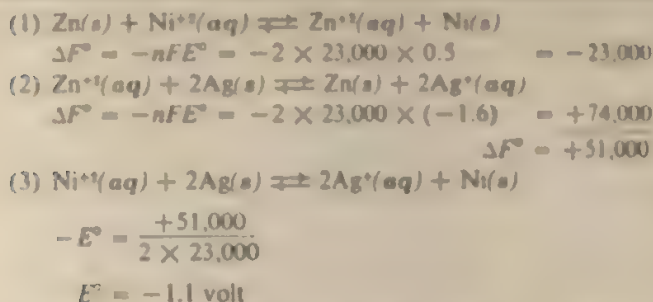 (1) Zn(s) + Ni⁺²(aq) ⇄ Zn⁺²(aq) + Ni(s)
ΔF° = −nFE° = −2 × 23,000 × 0.5 = −23,000
(2) Zn⁺²(aq) + 2Ag(s) ⇄ Zn(s) + 2Ag⁺(aq)
ΔF° = −nFE° = −2 × 23,000 × (−1.6) = +74,000
ΔF° = +51,000
(3) Ni⁺²(aq) + 2Ag(s) ⇄ 2Ag⁺(aq) + Ni(s)
−E° = +51,000 / 2 × 23,000
E° = −1.1 volt